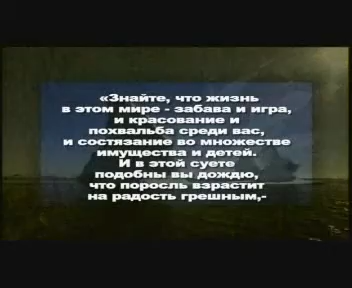 «Знайте, что жизнь
в этом мире - забава и игра,
и красование и
похвальба среди вас,
и состязание во множестве
имущества и детей.
И в этой суете
подобны вы дождю,
что поросль взрастит
на радость грешным,-